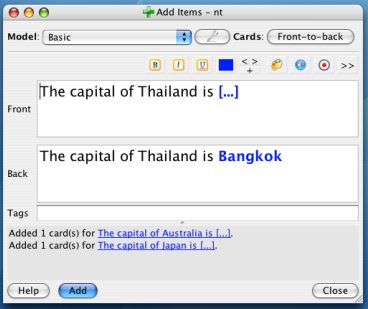 Add Items - nt
Model: Basic Cards: Front-to-back
B I U < > + >>
Front The capital of Thailand is [...]
Back The capital of Thailand is Bangkok
Tags
Added 1 card(s) for The capital of Australia is [...].
Added 1 card(s) for The capital of Japan is [...].
Help Add Close